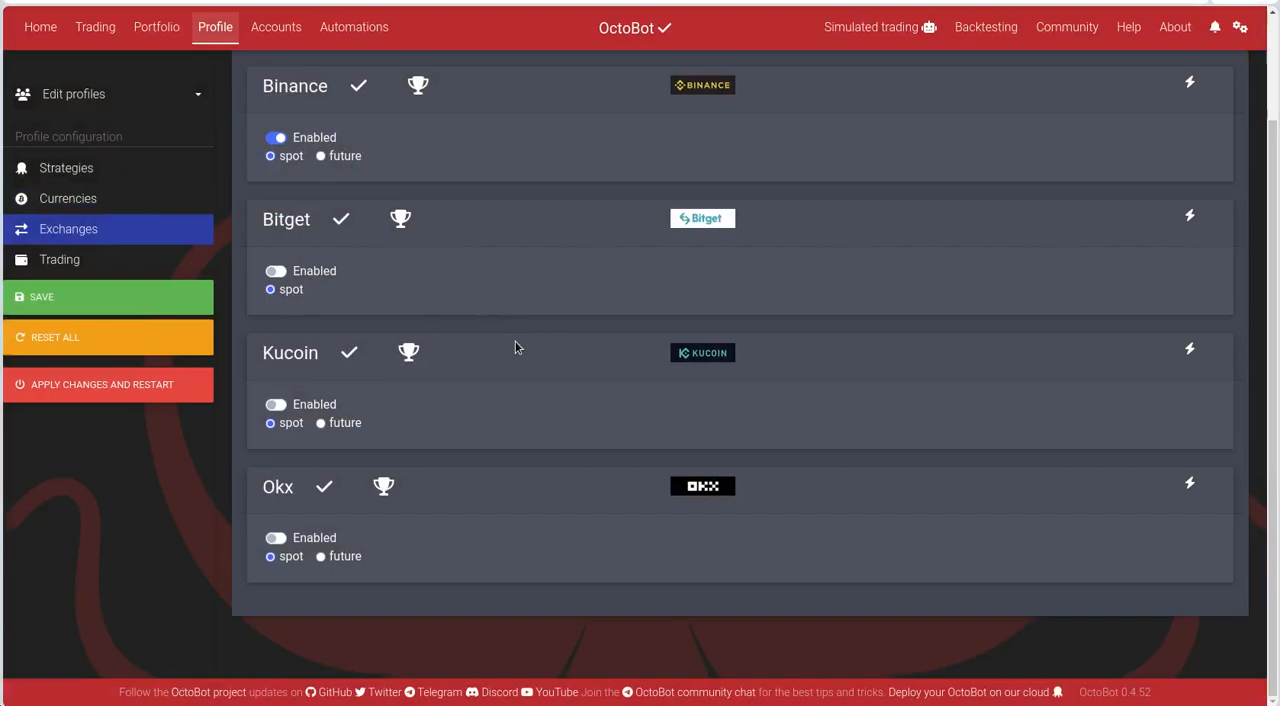 Home Trading Portfolio Profile Accounts Automations OctoBot Simulated trading Backtesting Community Help About
Edit profiles
Profile configuration
Strategies
Currencies
Exchanges
Trading
SAVE
RESET ALL
APPLY CHANGES AND RESTART
Binance BINANCE
Enabled
spot future
Bitget Bitget
Enabled
spot
Kucoin KUCOIN
Enabled
spot future
Okx OKX
Enabled
spot future
Follow the OctoBot project updates on GitHub Twitter Telegram Discord YouTube Join the OctoBot community chat for the best tips and tricks. Deploy your OctoBot on our cloud OctoBot 0.4.52